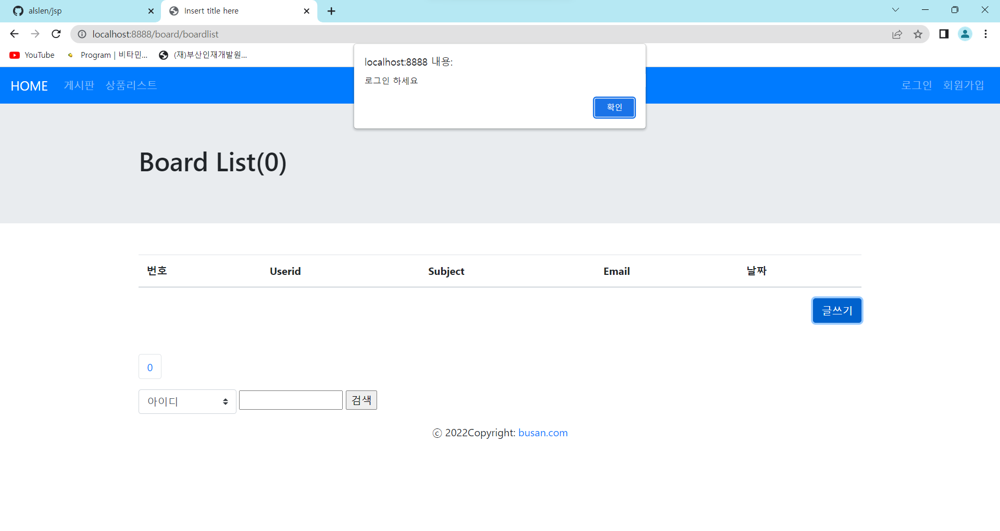 alslen/jsp
Insert title here
localhost:8888/board/boardlist
YouTube
Program | 비타민...
(재)부산인재개발원...
localhost:8888 내용:
로그인 하세요
확인
HOME 게시판 상품리스트
로그인 회원가입
Board List(0)
번호 Userid Subject Email 날짜
글쓰기
0
아이디 검색
ⓒ 2022Copyright: busan.com